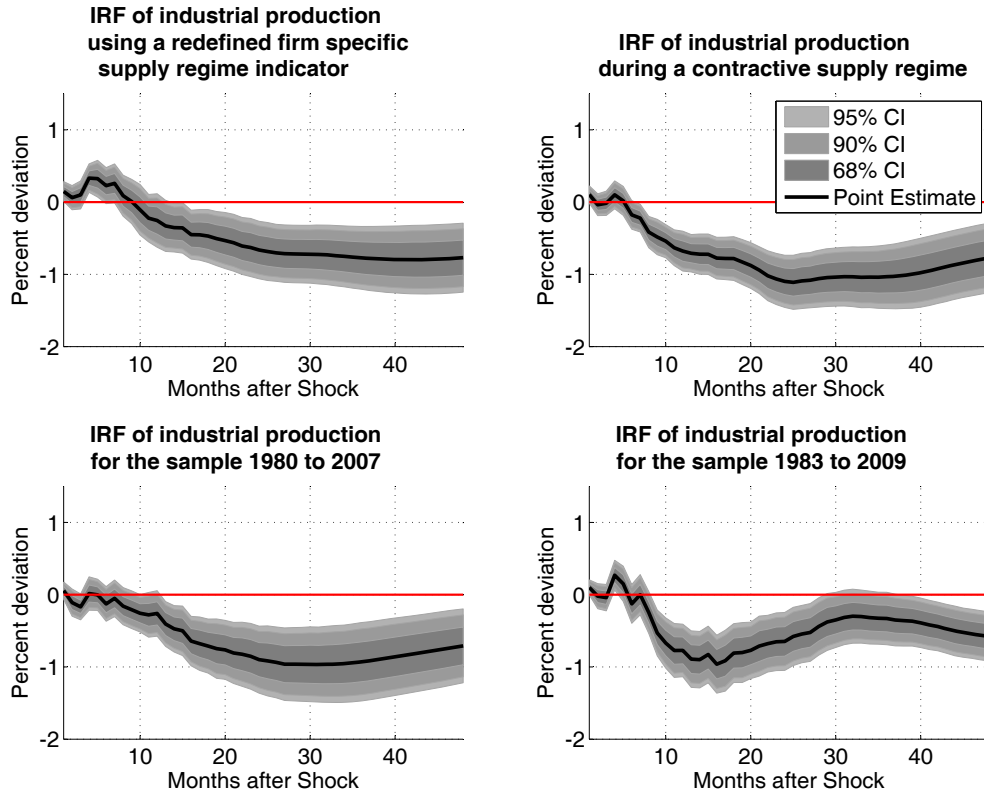 IRF of industrial production
using a redefined firm specific
supply regime indicator
Percent deviation
1
0
-1
-2
10
20
30
40
Months after Shock
IRF of industrial production
during a contractive supply regime
95% CI
90% CI
68% CI
Point Estimate
Percent deviation
1
0
-1
-2
10
20
30
40
Months after Shock
IRF of industrial production
for the sample 1980 to 2007
Percent deviation
1
0
-1
-2
10
20
30
40
Months after Shock
IRF of industrial production
for the sample 1983 to 2009
Percent deviation
1
0
-1
-2
10
20
30
40
Months after Shock